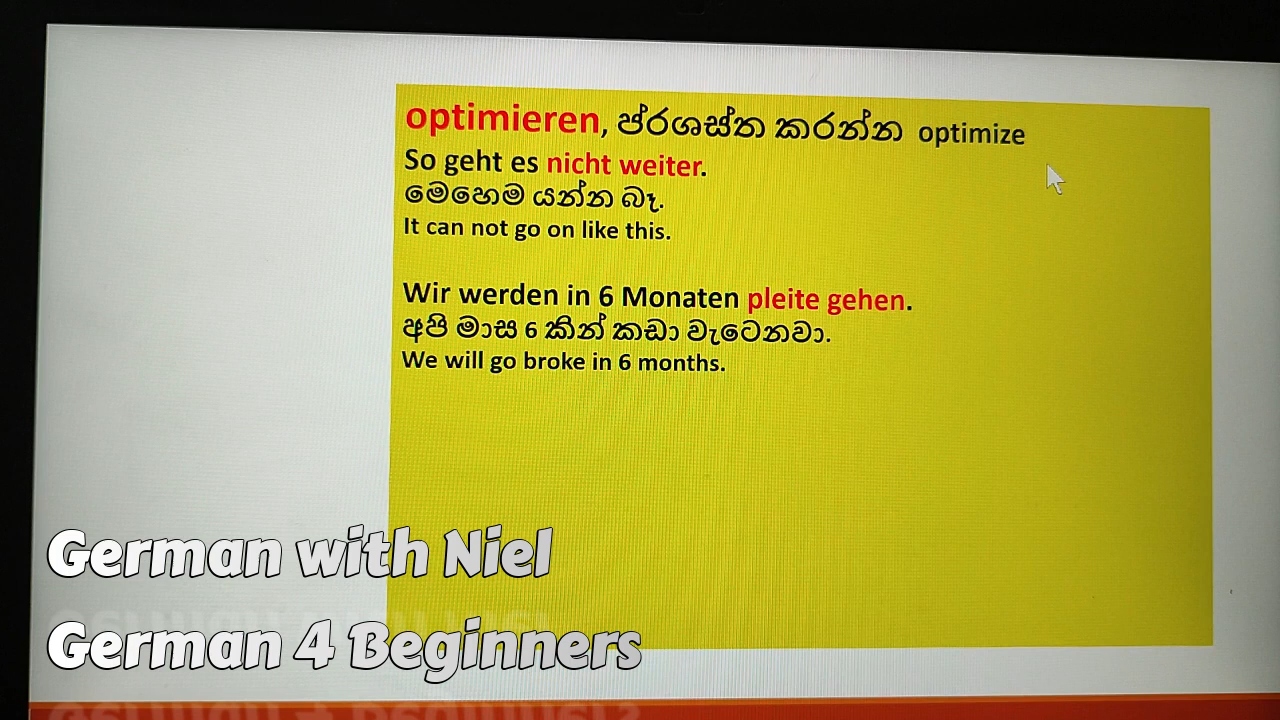 optimieren, ප්රශස්ත කරන්න optimize
So geht es nicht weiter.
මෙහෙම යන්න බෑ.
It can not go on like this.
Wir werden in 6 Monaten pleite gehen.
අපි මාස 6 කින් කඩා වැටෙනවා.
We will go broke in 6 months.
German with Niel
German 4 Beginners